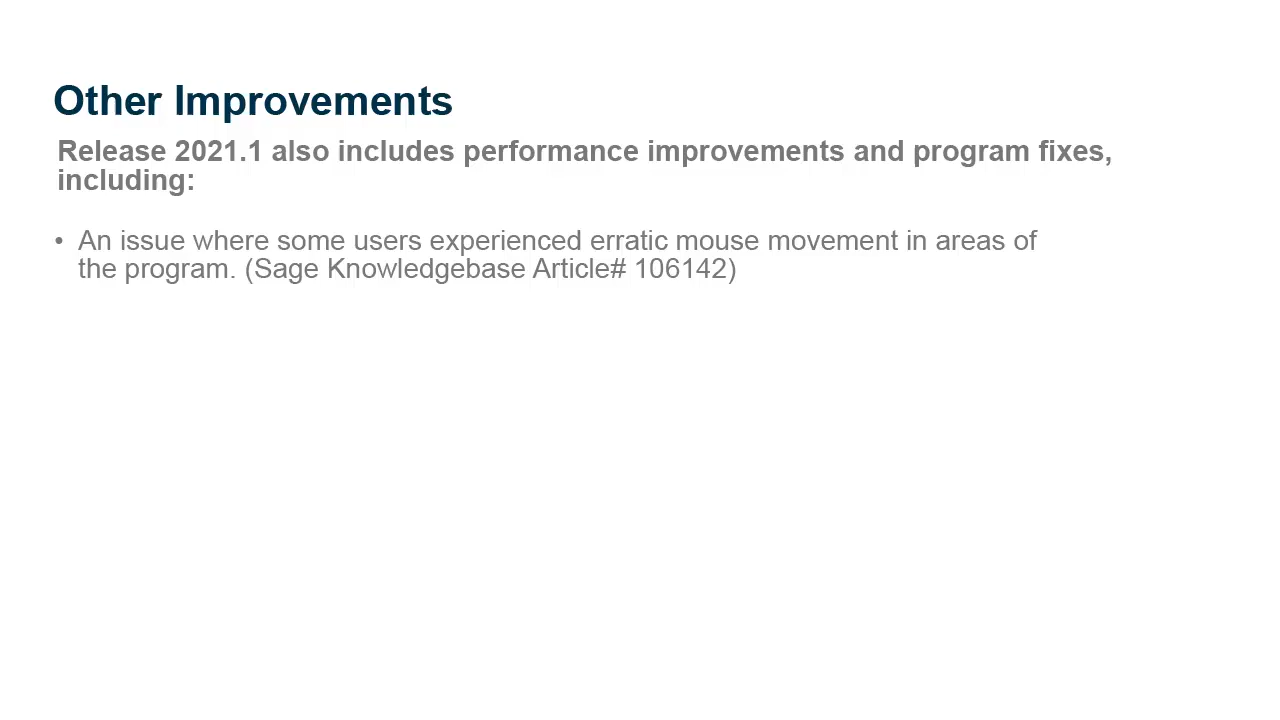 Other Improvements
Release 2021.1 also includes performance improvements and program fixes,
including:
• An issue where some users experienced erratic mouse movement in areas of
the program. (Sage Knowledgebase Article# 106142)